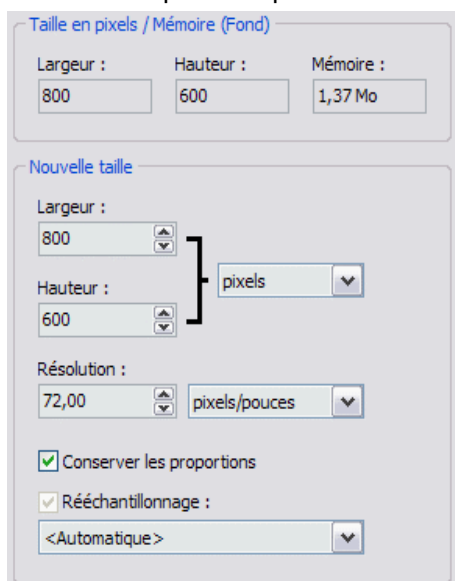 Taille en pixels / Mémoire (Fond)
Largeur : Hauteur : Mémoire :
800 600 1,37 Mo
Nouvelle taille
Largeur :
800
pixels
Hauteur :
600
Résolution :
72,00 pixels/pouces
Conserver les proportions
Rééchantillonnage :
<Automatique>